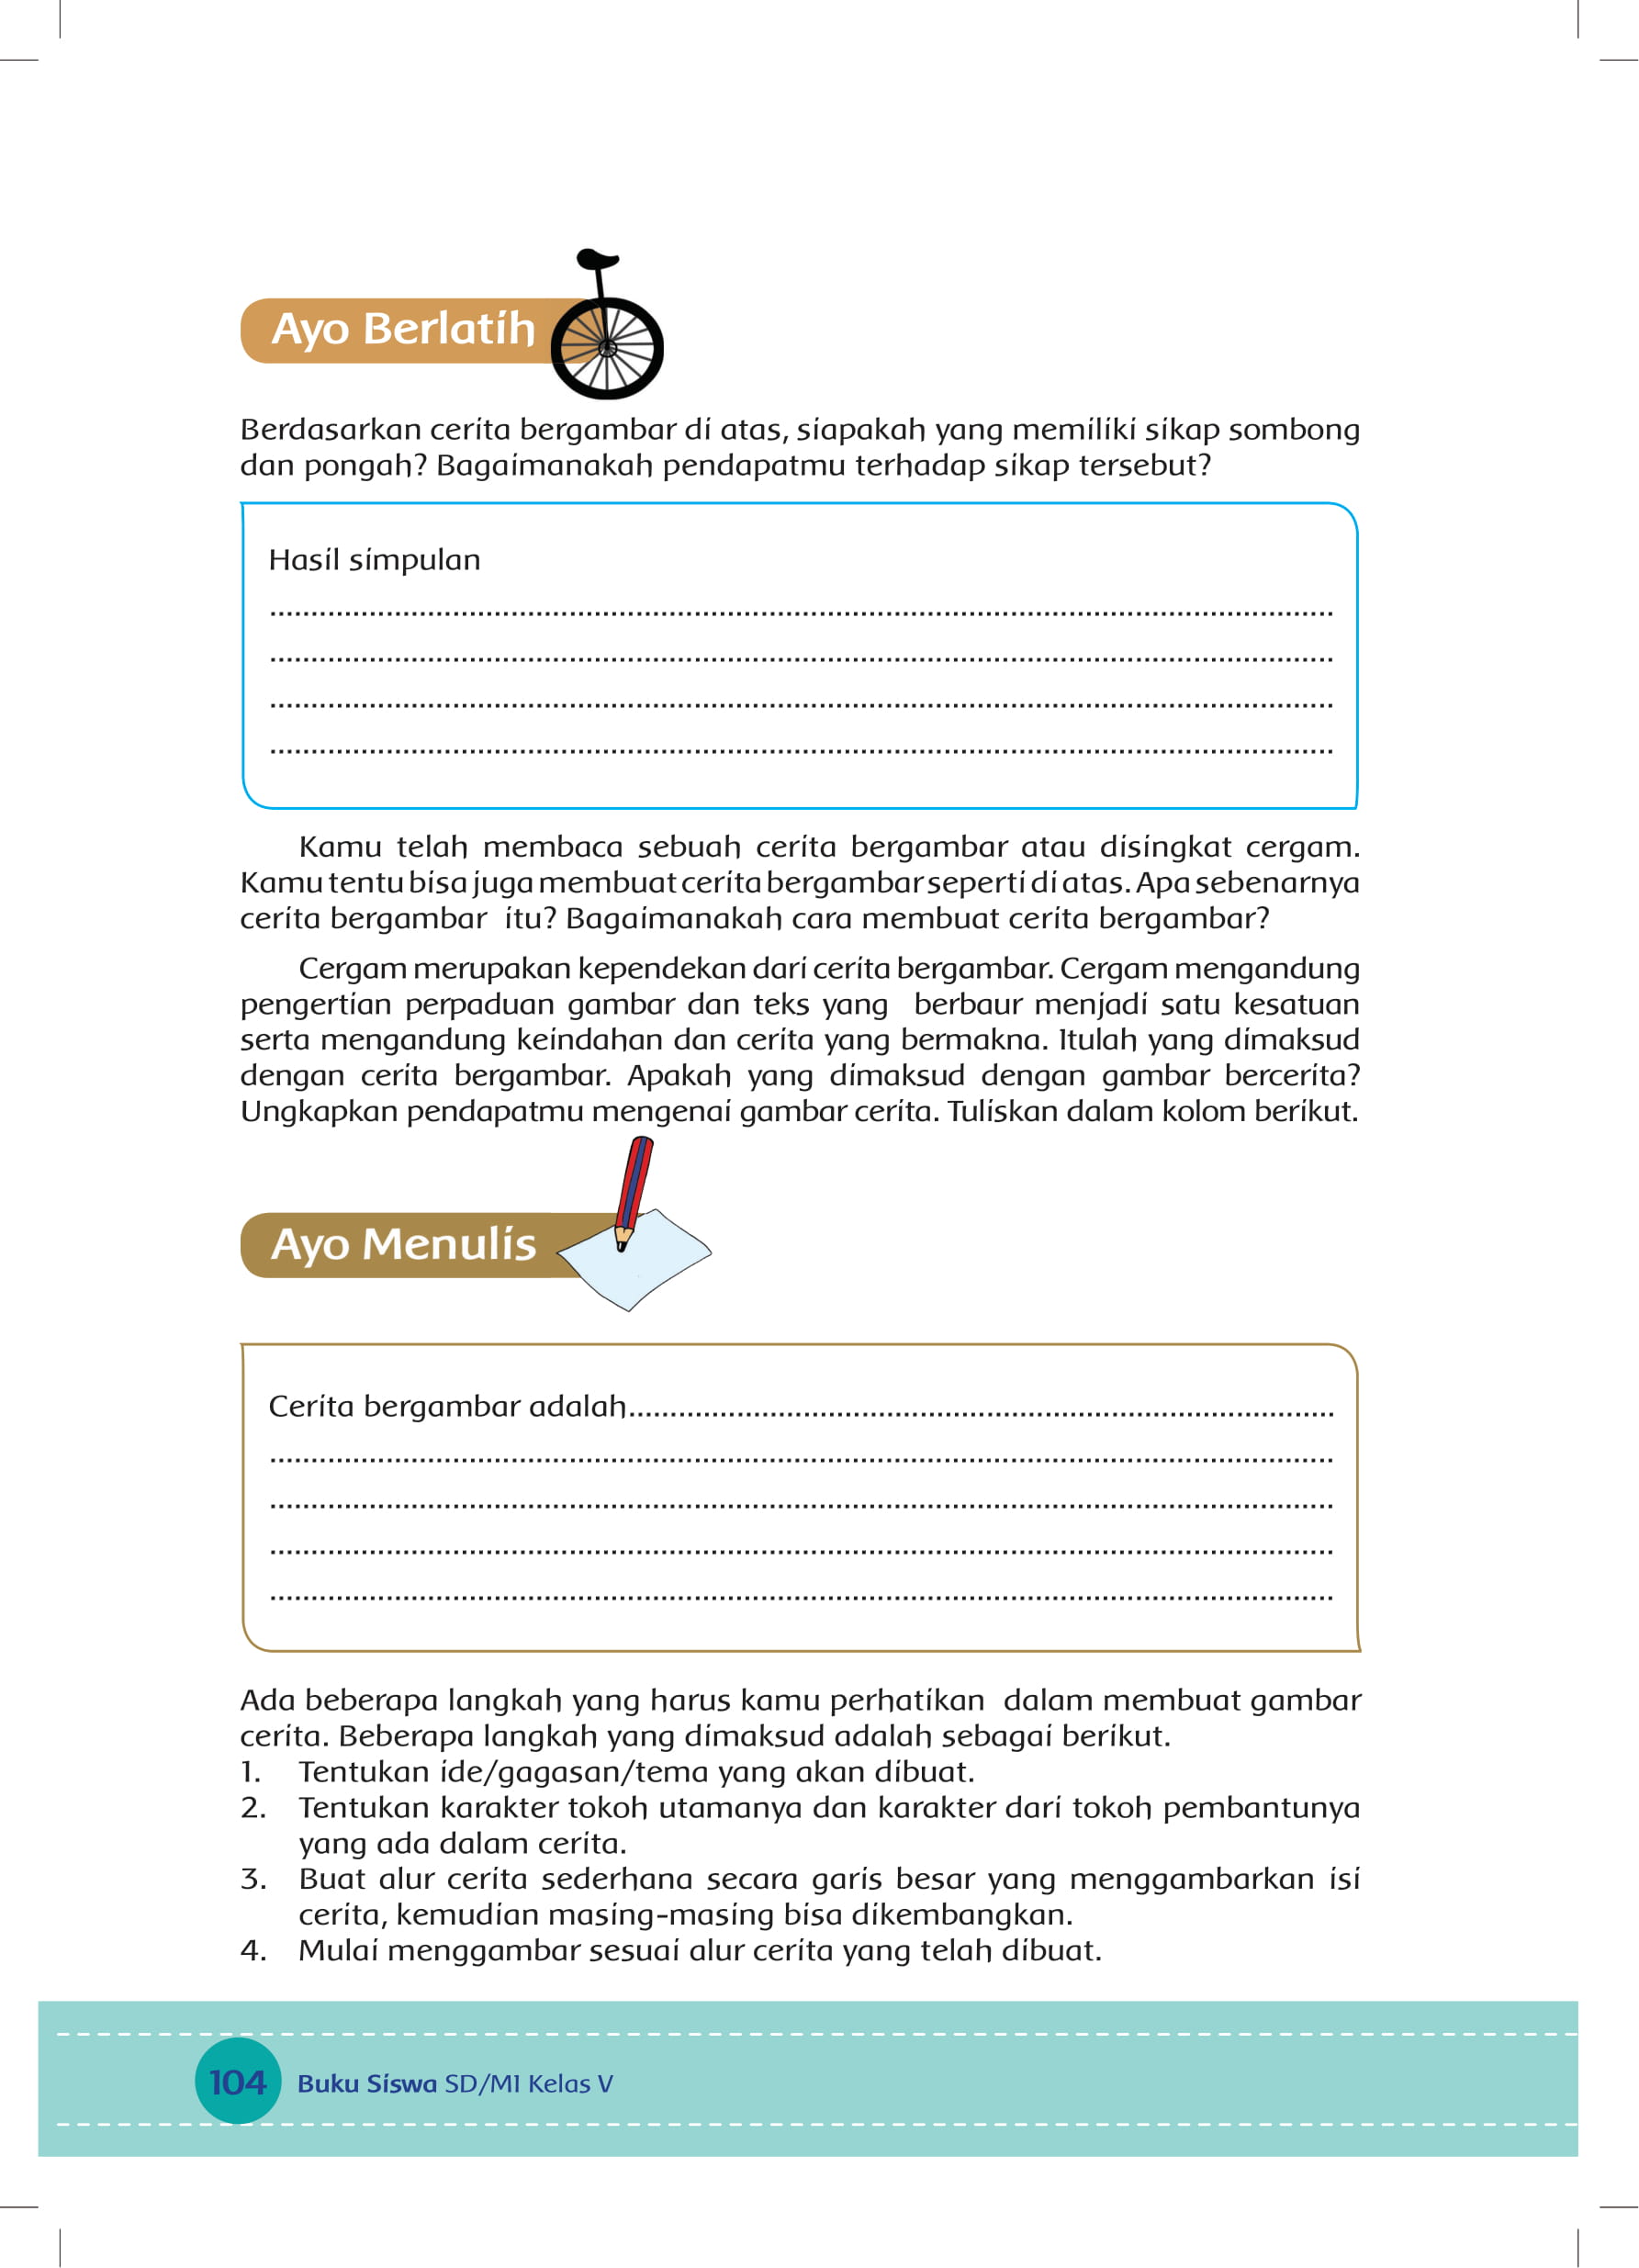 Ayo Berlatih
Berdasarkan cerita bergambar di atas, siapakah yang memiliki sikap sombong
dan pongah? Bagaimanakah pendapatmu terhadap sikap tersebut?
Hasil simpulan
..................................................................................................................................
..................................................................................................................................
..................................................................................................................................
..................................................................................................................................
Kamu telah membaca sebuah cerita bergambar atau disingkat cergam.
Kamu tentu bisa juga membuat cerita bergambar seperti di atas. Apa sebenarnya
cerita bergambar itu? Bagaimanakah cara membuat cerita bergambar?
Cergam merupakan kependekan dari cerita bergambar. Cergam mengandung
pengertian perpaduan gambar dan teks yang berbaur menjadi satu kesatuan
serta mengandung keindahan dan cerita yang bermakna. Itulah yang dimaksud
dengan cerita bergambar. Apakah yang dimaksud dengan gambar bercerita?
Ungkapkan pendapatmu mengenai gambar cerita. Tuliskan dalam kolom berikut.
Ayo Menulis
Cerita bergambar adalah......................................................................................
..................................................................................................................................
..................................................................................................................................
..................................................................................................................................
..................................................................................................................................
Ada beberapa langkah yang harus kamu perhatikan dalam membuat gambar
cerita. Beberapa langkah yang dimaksud adalah sebagai berikut.
1. Tentukan ide/gagasan/tema yang akan dibuat.
2. Tentukan karakter tokoh utamanya dan karakter dari tokoh pembantunya
yang ada dalam cerita.
3. Buat alur cerita sederhana secara garis besar yang menggambarkan isi
cerita, kemudian masing-masing bisa dikembangkan.
4. Mulai menggambar sesuai alur cerita yang telah dibuat.
104 Buku Siswa SD/MI Kelas V